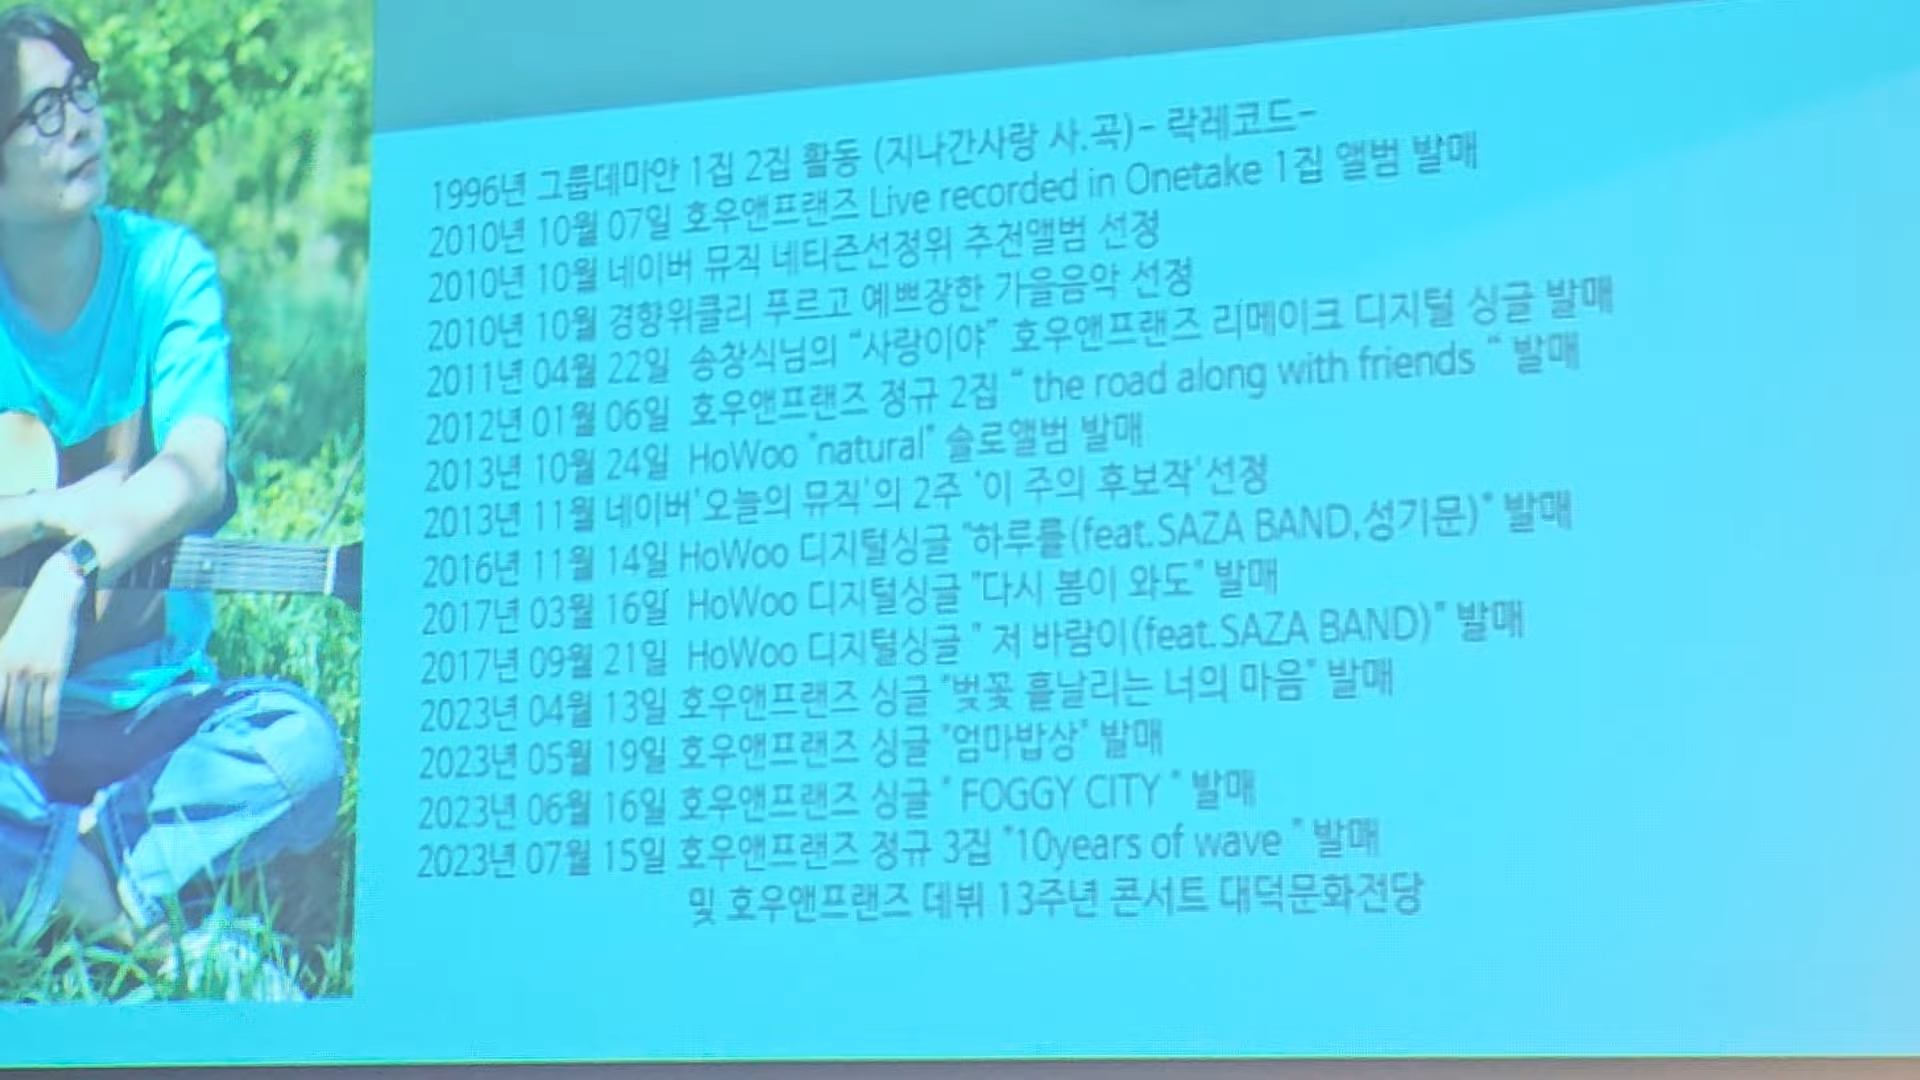 1996년 그룹데마안 1집 2집 활동 (지나간사랑 사.곡)- 락레코드-
2010년 10월 07일 호우앤프랜즈 Live recorded in Onetake 1집 앨범 발매
2010년 10월 네이버 뮤직 네티즌선정위 추천앨범 선정
2010년 10월 경향위클리 푸르고 예쁘장한 가을음악 선정
2011년 04월 22일 송창식님의 “사랑이야” 호우앤프랜즈 리메이크 디지털 싱글 발매
2012년 01월 06일 호우앤프랜즈 정규 2집 “ the road along with friends “ 발매
2013년 10월 24일 HoWoo "natural" 솔로앨범 발매
2013년 11월 네이버'오늘의 뮤직'의 2주 '이 주의 후보작'선정
2016년 11월 14일 HoWoo 디지털싱글 "하루를(feat.SAZA BAND,성기문)" 발매
2017년 03월 16일 HoWoo 디지털싱글 "다시 봄이 와도" 발매
2017년 09월 21일 HoWoo 디지털싱글 " 저 바람이(feat.SAZA BAND)" 발매
2023년 04월 13일 호우앤프랜즈 싱글 "벚꽃 흩날리는 너의 마음" 발매
2023년 05월 19일 호우앤프랜즈 싱글 "엄마밥상" 발매
2023년 06월 16일 호우앤프랜즈 싱글 " FOGGY CITY " 발매
2023년 07월 15일 호우앤프랜즈 정규 3집 "10years of wave " 발매
및 호우앤프랜즈 데뷔 13주년 콘서트 대덕문화전당